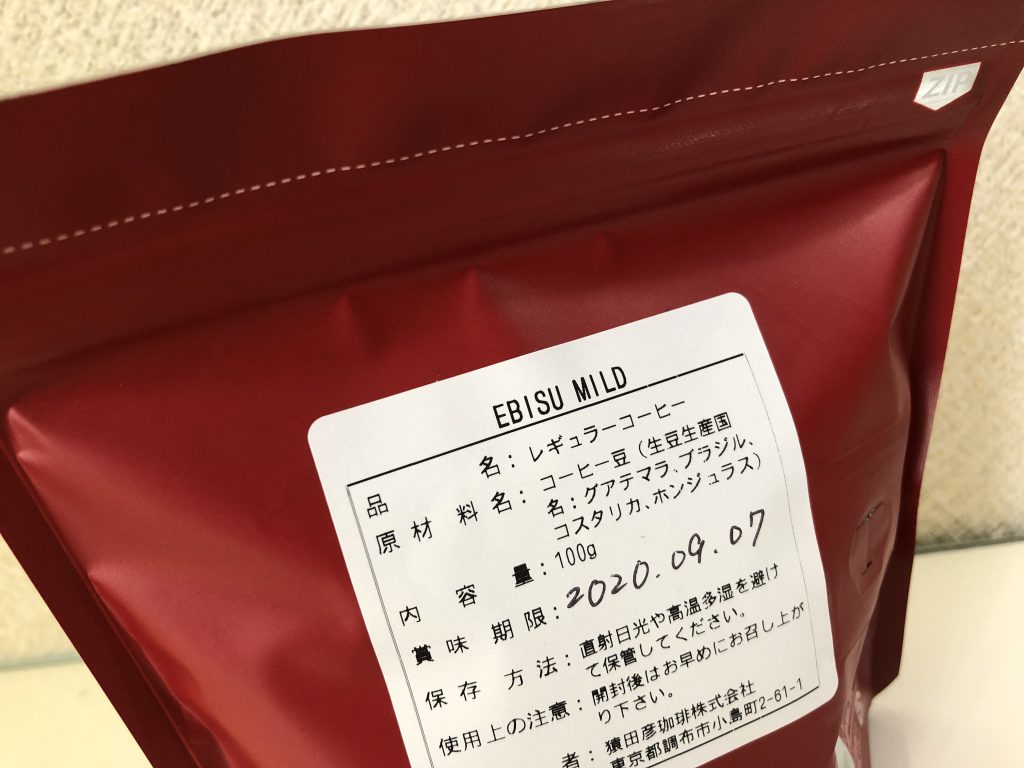 ZIP
EBISU MILD
品 名：レギュラーコーヒー
原材料名：コーヒー豆（生豆生産国
名：グアテマラ、ブラジル、
コスタリカ、ホンジュラス）
内容量：100g
賞味期限：2020.09.07
保存方法：直射日光や高温多湿を避け
て保管してください。
使用上の注意：開封後はお早めにお召し上が
り下さい。
者：猿田彦珈琲株式会社
東京都調布市小島町2-61-1